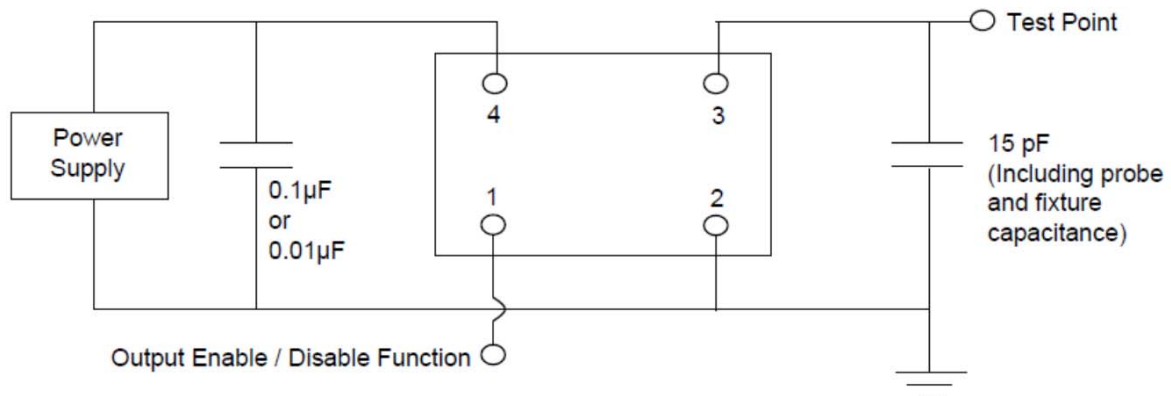 Test Point
4
3
Power
Supply
15 pF
(Including probe
and fixture
capacitance)
0.1µF
or
0.01µF
1
2
Output Enable / Disable Function